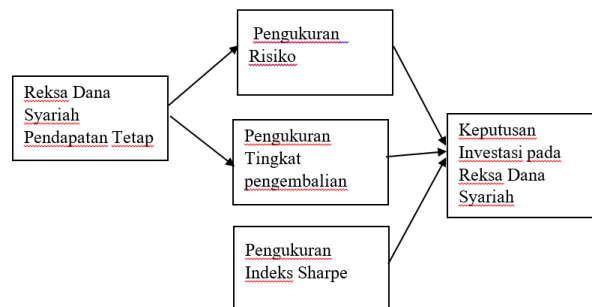 Reksa Dana
Syariah
Pendapatan Tetap
Pengukuran
Risiko
Pengukuran
Tingkat
pengembalian
Pengukuran
Indeks Sharpe
Keputusan
Investasi pada
Reksa Dana
Syariah